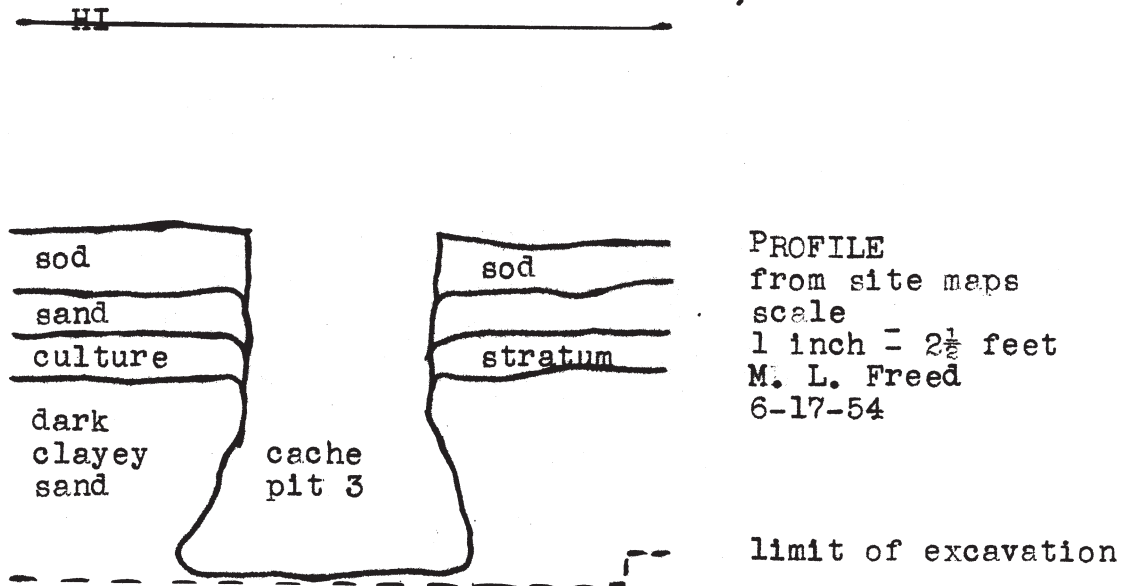 HI
sod
sand
culture
dark
clayey
sand
cache
pit 3
sod
stratum
PROFILE
from site maps
scale
1 inch = 2½ feet
M. L. Freed
6-17-54
limit of excavation